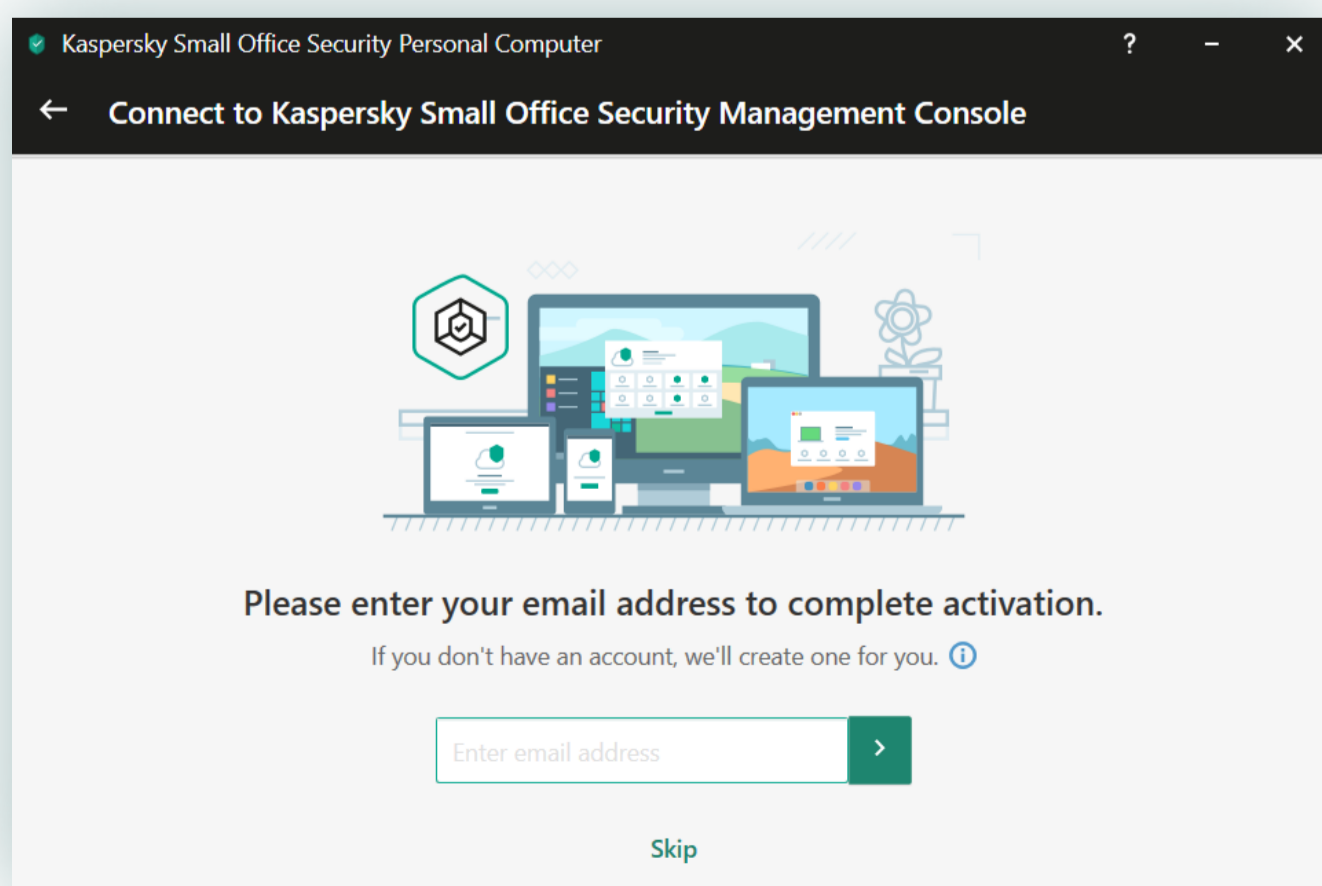 Kaspersky Small Office Security Personal Computer
Connect to Kaspersky Small Office Security Management Console
Please enter your email address to complete activation.
If you don't have an account, we'll create one for you.
Enter email address
Skip